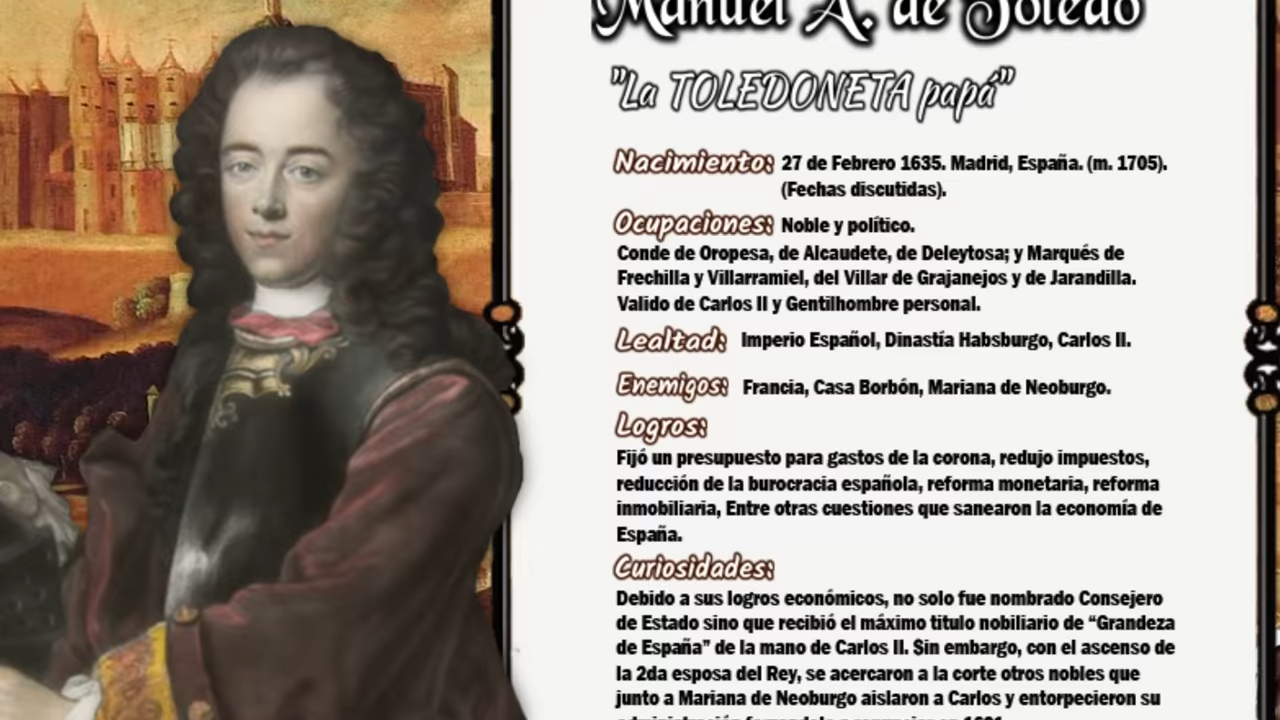 Manuel A. de Toledo
"La TOLEDONETA papá"
Nacimiento: 27 de Febrero 1635. Madrid, España. (m. 1705).
(Fechas discutidas).
Ocupaciones: Noble y político.
Conde de Oropesa, de Alcaudete, de Deleytosa; y Marqués de
Frechilla y Villarramiel, del Villar de Grajanejos y de Jarandilla.
Valido de Carlos II y Gentilhombre personal.
Lealtad: Imperio Español, Dinastía Habsburgo, Carlos II.
Enemigos: Francia, Casa Borbón, Mariana de Neoburgo.
Logros:
Fijó un presupuesto para gastos de la corona, redujo impuestos,
reducción de la burocracia española, reforma monetaria, reforma
inmobiliaria, Entre otras cuestiones que sanearon la economía de
España.
Curiosidades:
Debido a sus logros económicos, no solo fue nombrado Consejero
de Estado sino que recibió el máximo titulo nobiliario de “Grandeza
de España” de la mano de Carlos II. Sin embargo, con el ascenso de
la 2da esposa del Rey, se acercaron a la corte otros nobles que
junto a Mariana de Neoburgo aislaron a Carlos y entorpecieron su